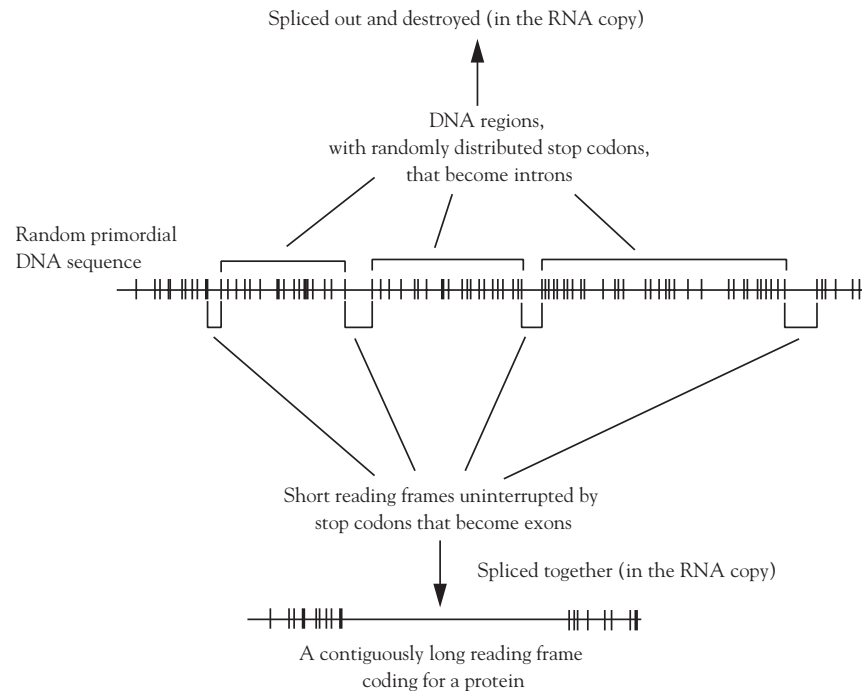 Spliced out and destroyed (in the RNA copy)
DNA regions,
with randomly distributed stop codons,
that become introns
Random primordial
DNA sequence
Short reading frames uninterrupted by
stop codons that become exons
Spliced together (in the RNA copy)
A contiguously long reading frame
coding for a protein